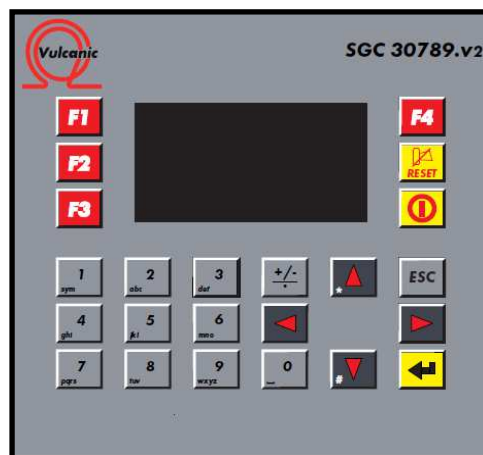 Vulcanic
SGC 30789.v2
F1
F4
F2
RESET
F3
1
sym
2
abc
3
def
+/-
.
*
ESC
4
ghi
5
jkl
6
mno
7
pqrs
8
tuv
9
wxyz
0
_
#